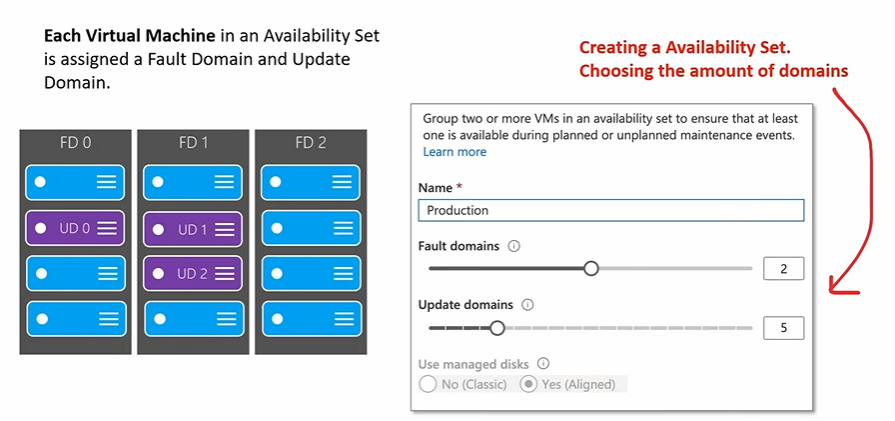 Each Virtual Machine in an Availability Set
is assigned a Fault Domain and Update
Domain.
Creating a Availability Set.
Choosing the amount of domains
FD 0
FD 1
FD 2
UD 0
UD 1
UD 2
Group two or more VMs in an availability set to ensure that at least
one is available during planned or unplanned maintenance events.
Learn more
Name *
Production
Fault domains
2
Update domains
5
Use managed disks
No (Classic) Yes (Aligned)